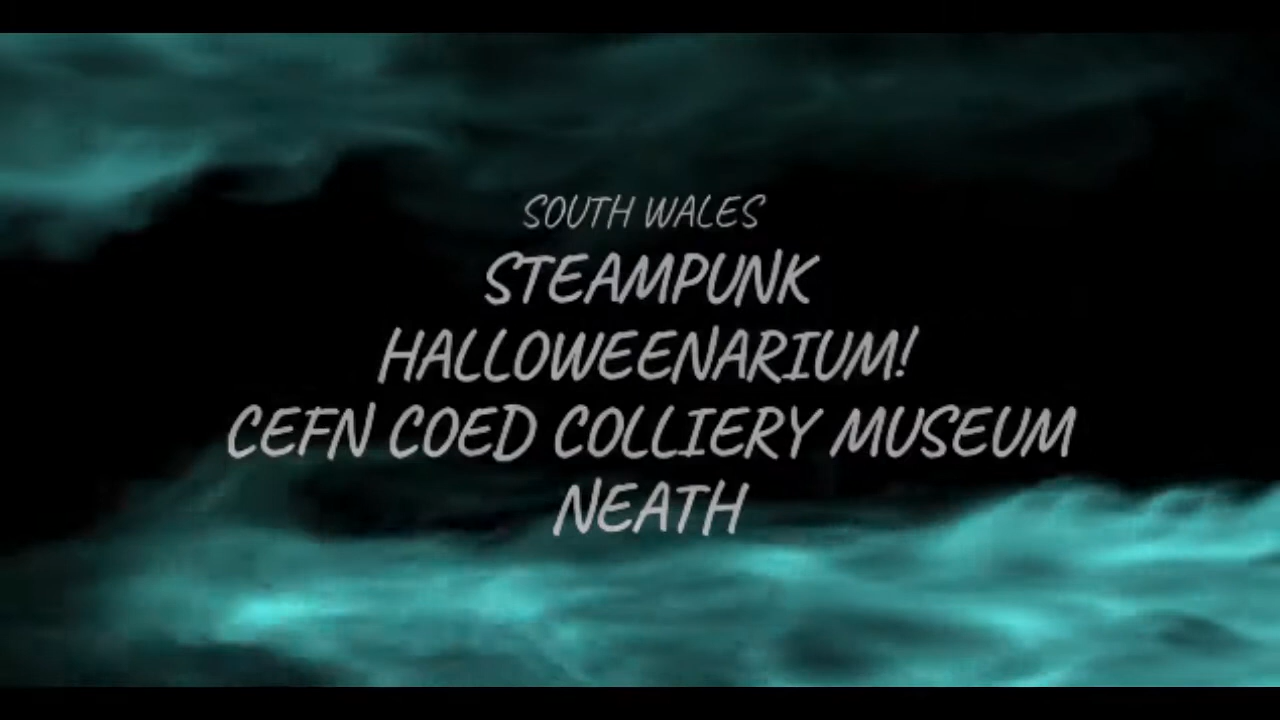 SOUTH WALES
STEAMPUNK
HALLOWEENARIUM!
CEFN COED COLLIERY MUSEUM
NEATH